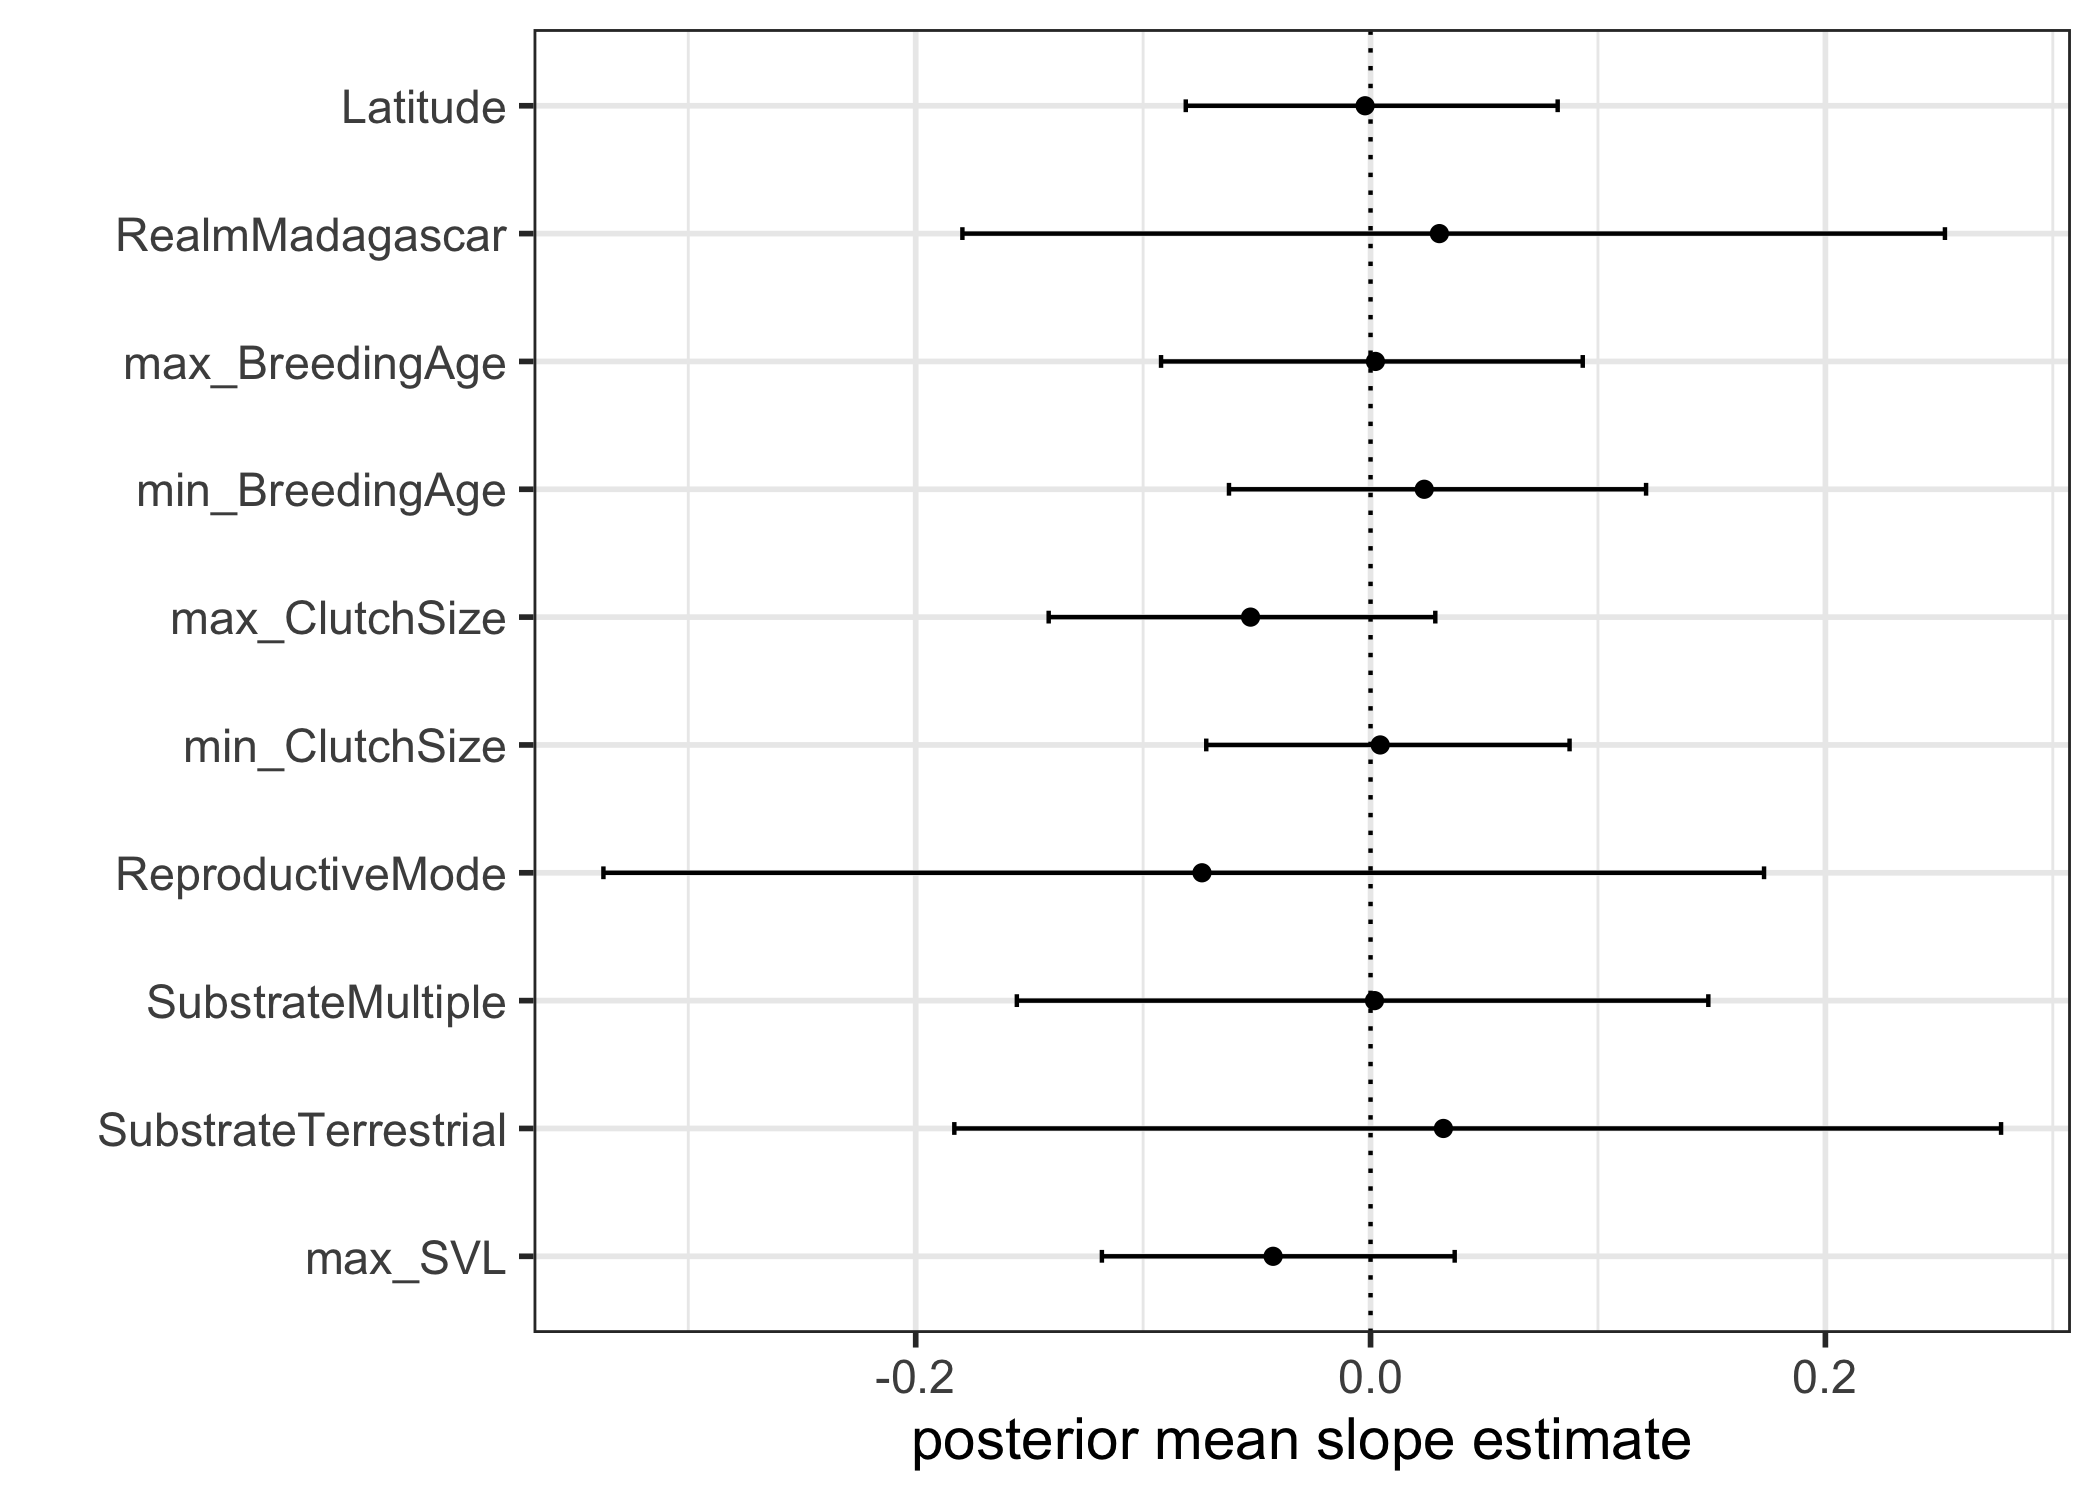 Latitude
RealmMadagascar
max_BreedingAge
min_BreedingAge
max_ClutchSize
min_ClutchSize
ReproductiveMode
SubstrateMultiple
SubstrateTerrestrial
max_SVL
-0.2 0.0 0.2
posterior mean slope estimate